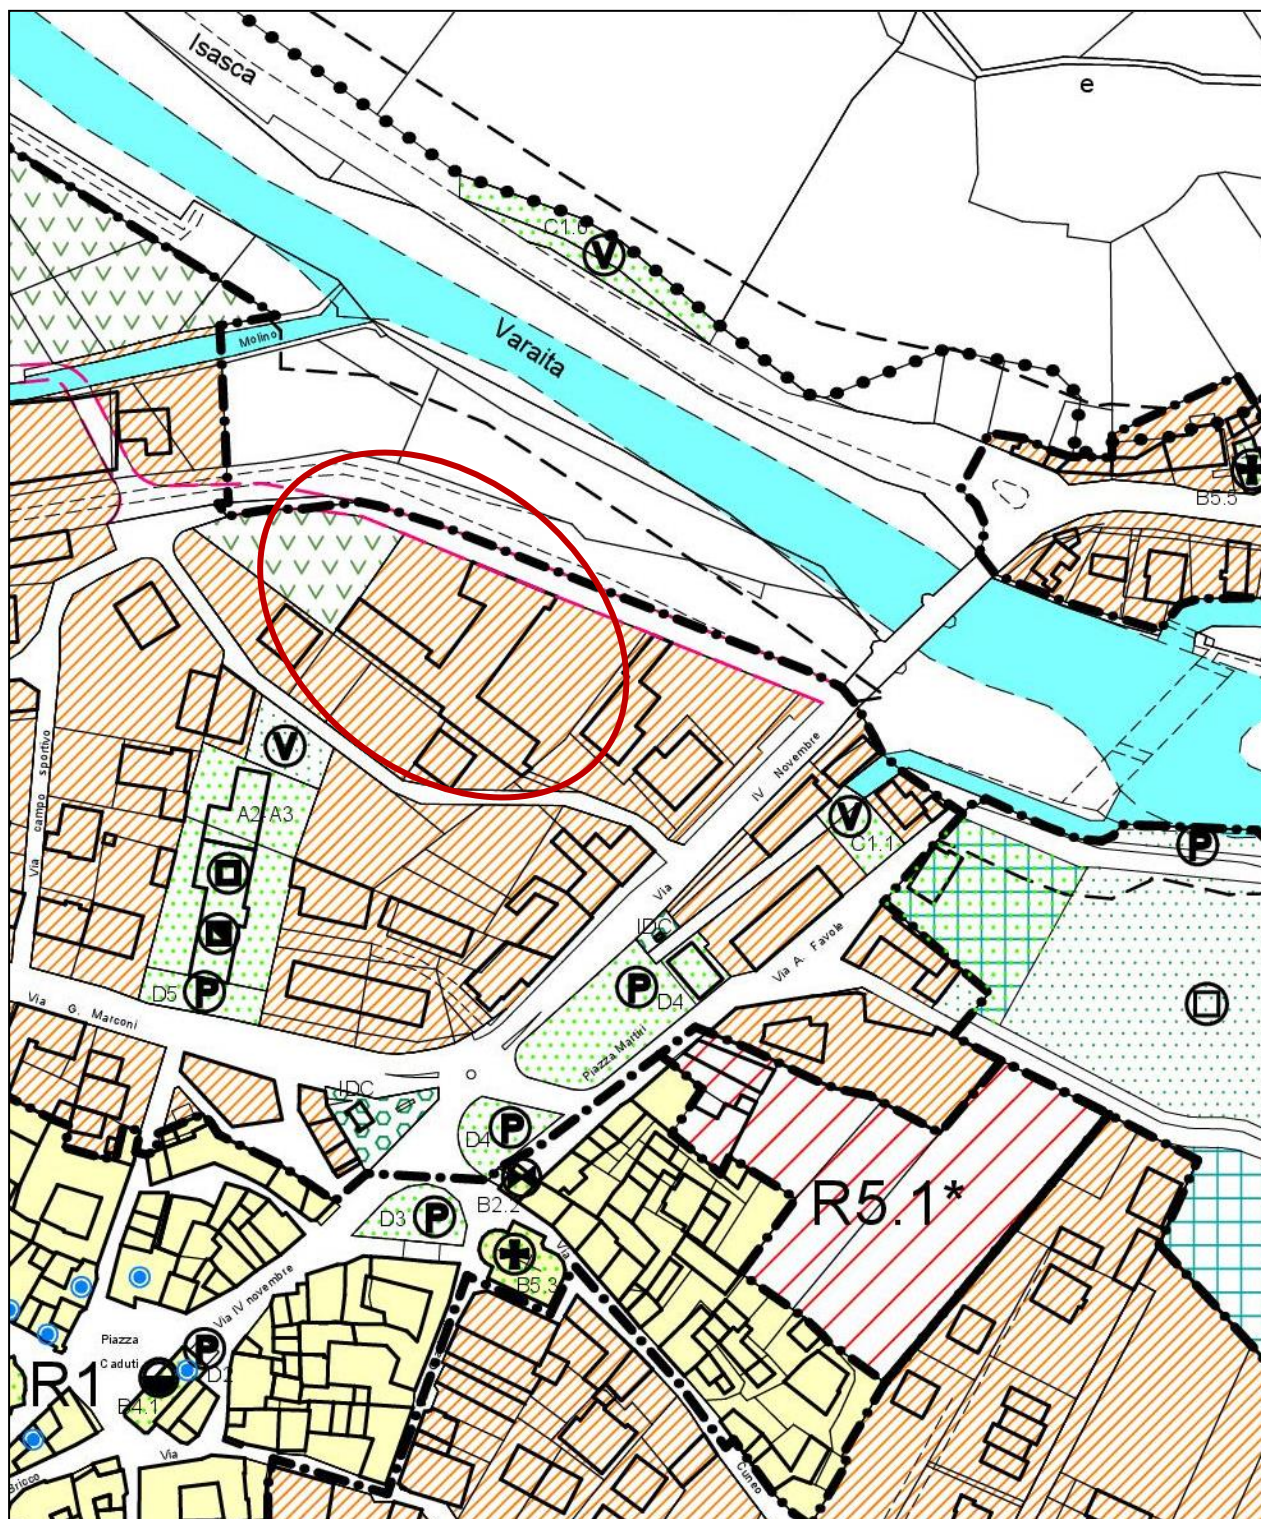 Isasca
e
C1.6
V
Varaita
Molino
B5.5
Via campo sportivo
V
IV Novembre
V
C1.1
P
A2-A3
Via
IDC
Via A. Favole
P
D4
D5
P
Via G. Marconi
Piazza Martiri
IDC
P
D4
R5.1*
B2.2
D3
P
B5.3
Via
Via IV novembre
Piazza
Caduti
P
D2
R1
B4.1
Via
Bricco
Cuneo